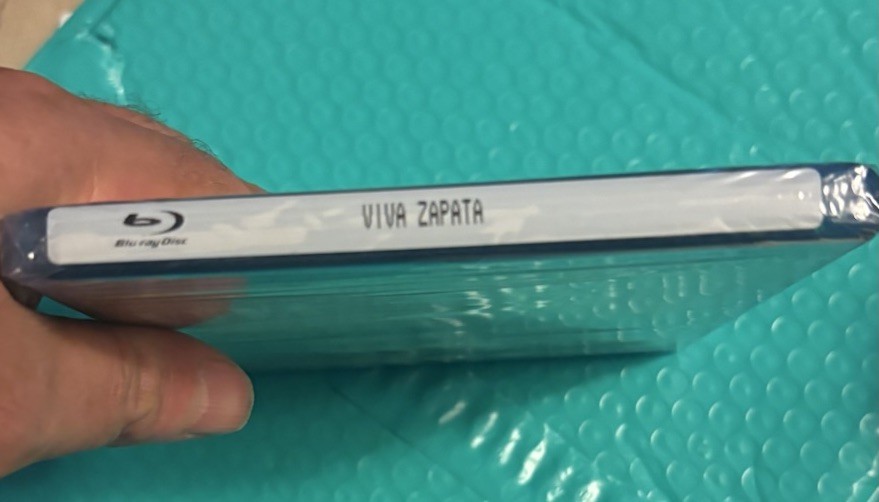 Blu-ray Disc
VIVA ZAPATA